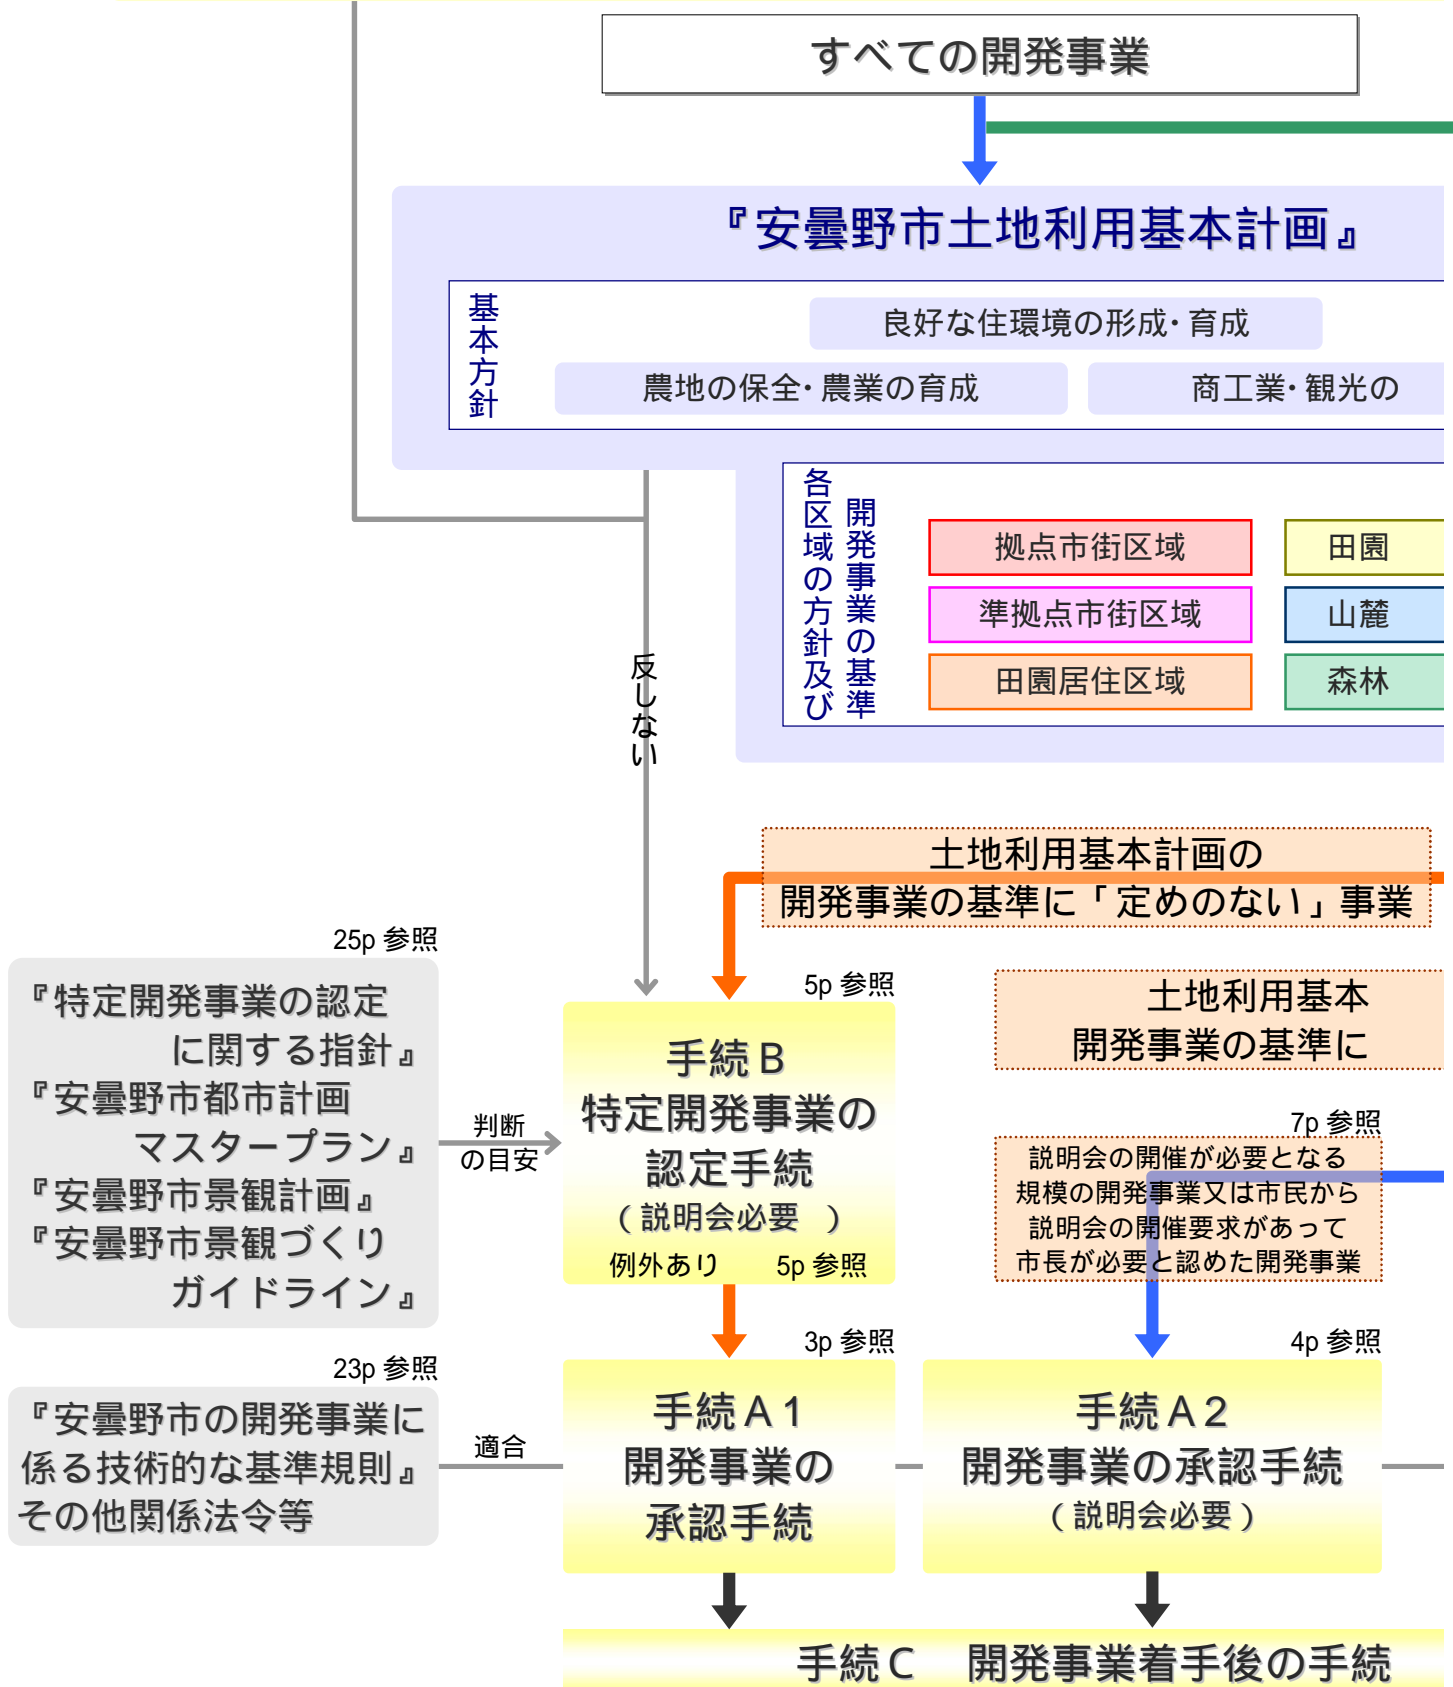 すべての開発事業
『安曇野市土地利用基本計画』
基本方針
良好な住環境の形成・育成
農地の保全・農業の育成
商工業・観光の
各区域の方針及び
開発事業の基準
拠点市街区域
田園
準拠点市街区域
山麓
田園居住区域
森林
反しない
土地利用基本計画の
開発事業の基準に「定めのない」事業
25p 参照
『特定開発事業の認定
に関する指針』
『安曇野市都市計画
マスタープラン』
『安曇野市景観計画』
『安曇野市景観づくり
ガイドライン』
判断
の目安
5p 参照
手続B
特定開発事業の
認定手続
(説明会必要 )
例外あり 5p 参照
土地利用基本
開発事業の基準に
7p 参照
説明会の開催が必要となる
規模の開発事業又は市民から
説明会の開催要求があって
市長が必要と認めた開発事業
23p 参照
『安曇野市の開発事業に
係る技術的な基準規則』
その他関係法令等
適合
3p 参照
手続A1
開発事業の
承認手続
4p 参照
手続A2
開発事業の承認手続
(説明会必要)
手続C 開発事業着手後の手続